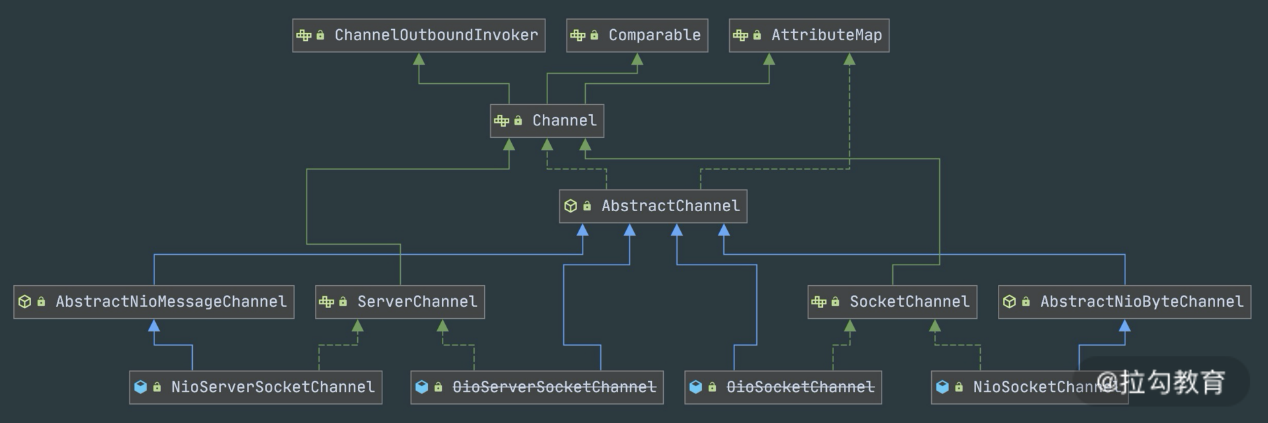 ChannelOutboundInvoker
Comparable
AttributeMap
Channel
AbstractChannel
AbstractNioMessageChannel
ServerChannel
SocketChannel
AbstractNioByteChannel
NioServerSocketChannel
OioServerSocketChannel
OioSocketChannel
NioSocketChannel
@拉勾教育